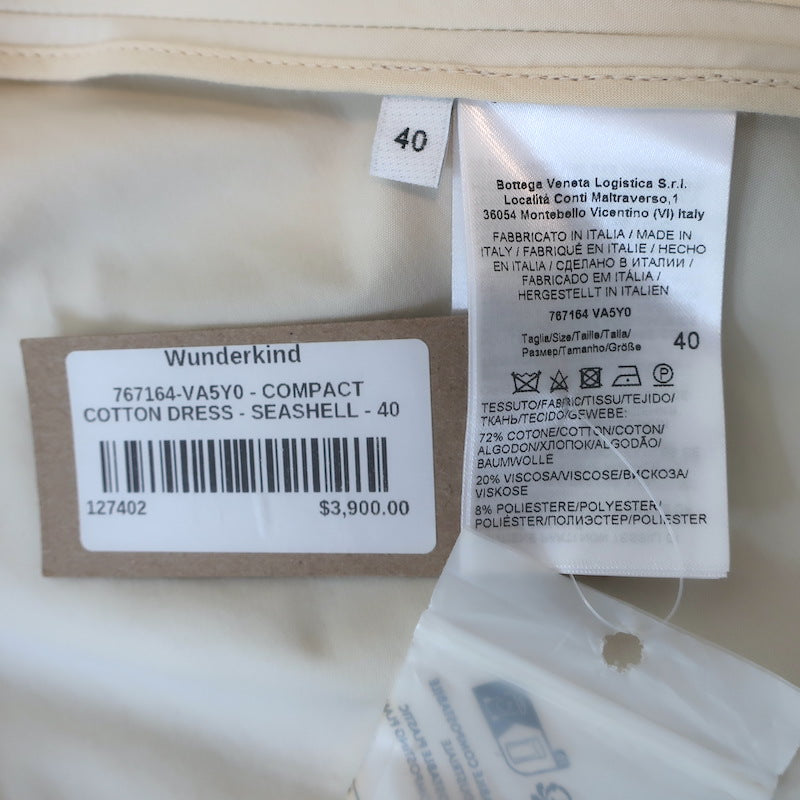 40
Bottega Veneta Logistica S.r.l.
Località Conti Maltraverso,1
36054 Montebello Vicentino (VI) Italy
FABBRICATO IN ITALIA / MADE IN
ITALY / FABRIQUÉ EN ITALIE / HECHO
EN ITALIA / СДЕЛАНО В ИТАЛИИ /
FABRICADO EM ITÁLIA /
HERGESTELLT IN ITALIEN
767164 VA5Y0
Taglia/Size/Taille/Talla/
Размер/Tamanho/Größe
40
P
TESSUTO/FABRIC/TISSU/TEJIDO/
ТКАНЬ/TECIDO/GEWEBE:
72% COTONE/COTTON/COTON/
ALGODON/ХЛОПОК/ALGODÃO/
BAUMWOLLE
20% VISCOSA/VISCOSE/ВИСКОЗА/
VISKOSE
8% POLIESTERE/POLYESTER/
POLIÉSTER/ПОЛИЭСТЕР/POLIESTER
Wunderkind
767164-VA5Y0 - COMPACT
COTTON DRESS - SEASHELL - 40
127402
$3,900.00